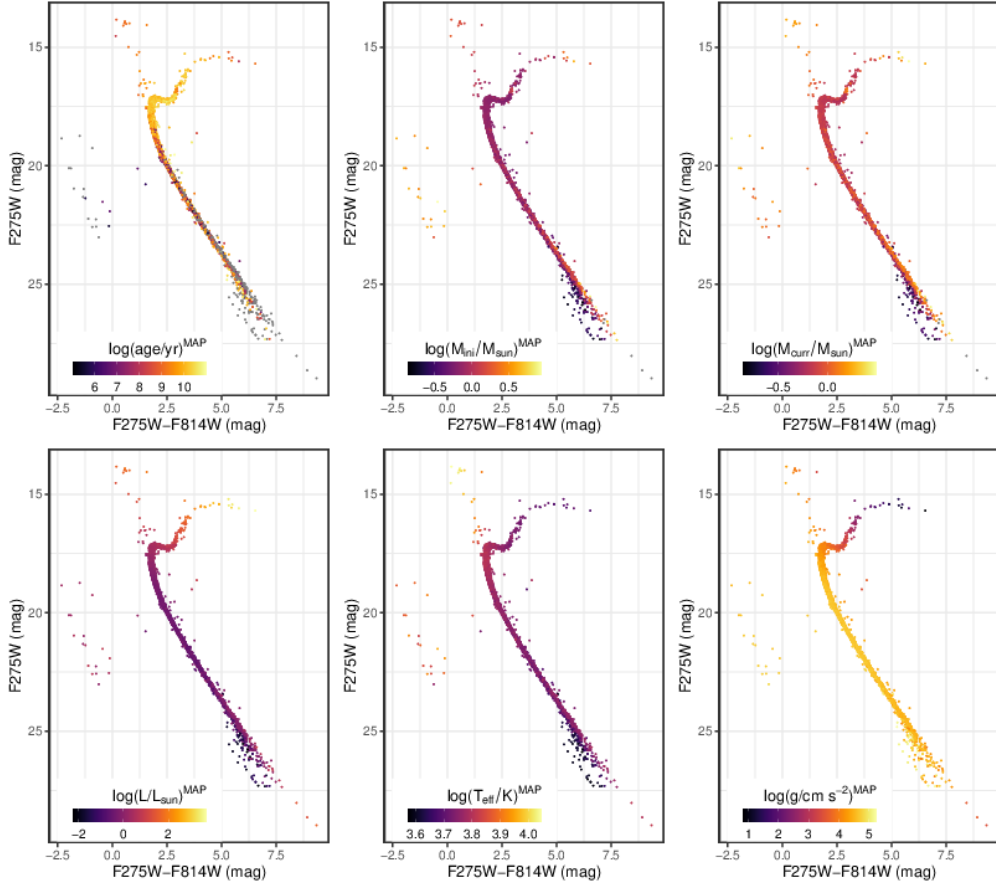 15
20
25
F275W (mag)
log(age/yr)^MAP
6 7 8 9 10
−2.5 0.0 2.5 5.0 7.5
F275W−F814W (mag)
15
20
25
F275W (mag)
log(M_ini/M_sun)^MAP
−0.5 0.0 0.5
−2.5 0.0 2.5 5.0 7.5
F275W−F814W (mag)
15
20
25
F275W (mag)
log(M_curr/M_sun)^MAP
−0.5 0.0
−2.5 0.0 2.5 5.0 7.5
F275W−F814W (mag)
15
20
25
F275W (mag)
log(L/L_sun)^MAP
−2 0 2
−2.5 0.0 2.5 5.0 7.5
F275W−F814W (mag)
15
20
25
F275W (mag)
log(T_eff/K)^MAP
3.6 3.7 3.8 3.9 4.0
−2.5 0.0 2.5 5.0 7.5
F275W−F814W (mag)
15
20
25
F275W (mag)
log(g/cm s^−2)^MAP
1 2 3 4 5
−2.5 0.0 2.5 5.0 7.5
F275W−F814W (mag)